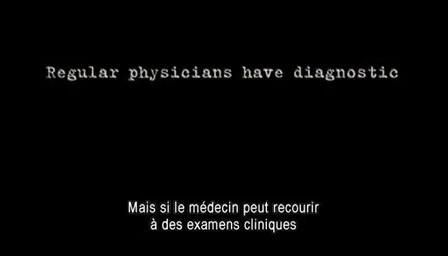 Regular physicians have diagnostic
Mais si le médecin peut recourir
à des examens cliniques